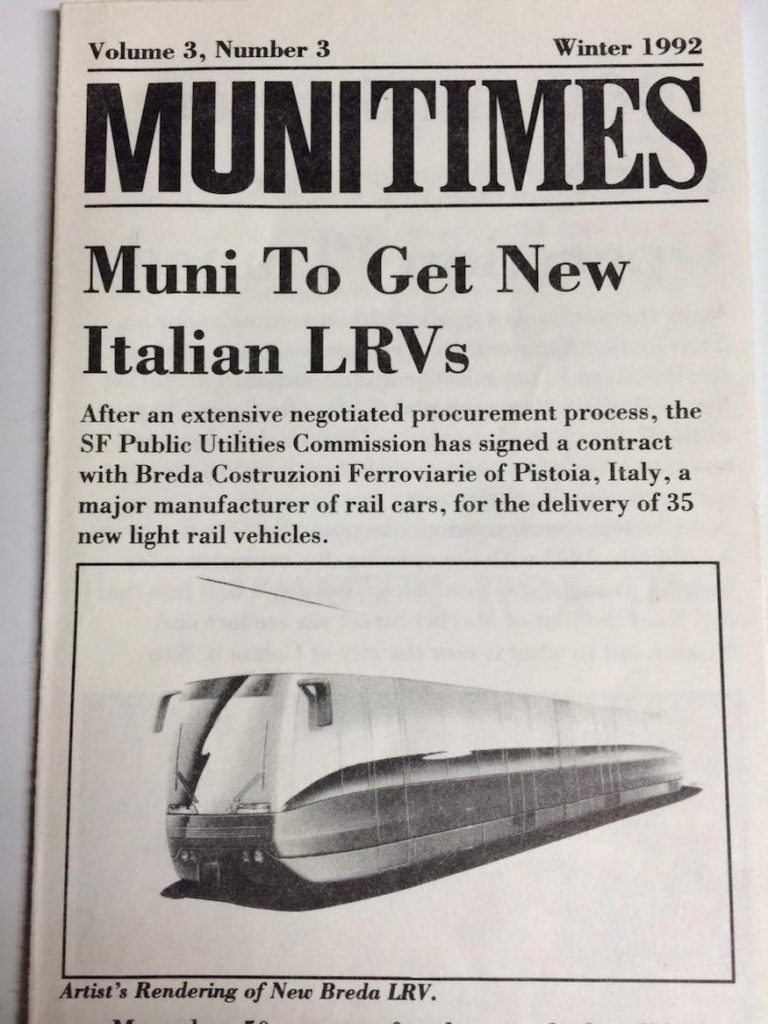 Volume 3, Number 3
Winter 1992
MUNITIMES
Muni To Get New
Italian LRVs
After an extensive negotiated procurement process, the
SF Public Utilities Commission has signed a contract
with Breda Costruzioni Ferroviarie of Pistoia, Italy, a
major manufacturer of rail cars, for the delivery of 35
new light rail vehicles.
Artist's Rendering of New Breda LRV.